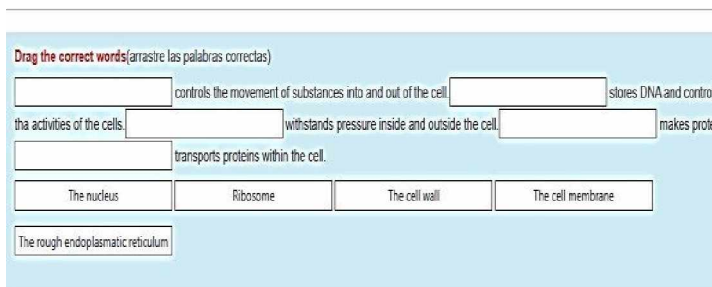 Drag the correct words(arrastre las palabras correctas)
controls the movement of substances into and out of the cell. stores DNA and contro
tha activities of the cells. withstands pressure inside and outside the cell. makes prote
transports proteins within the cell.
The nucleus Ribosome The cell wall The cell membrane
The rough endoplasmatic reticulum